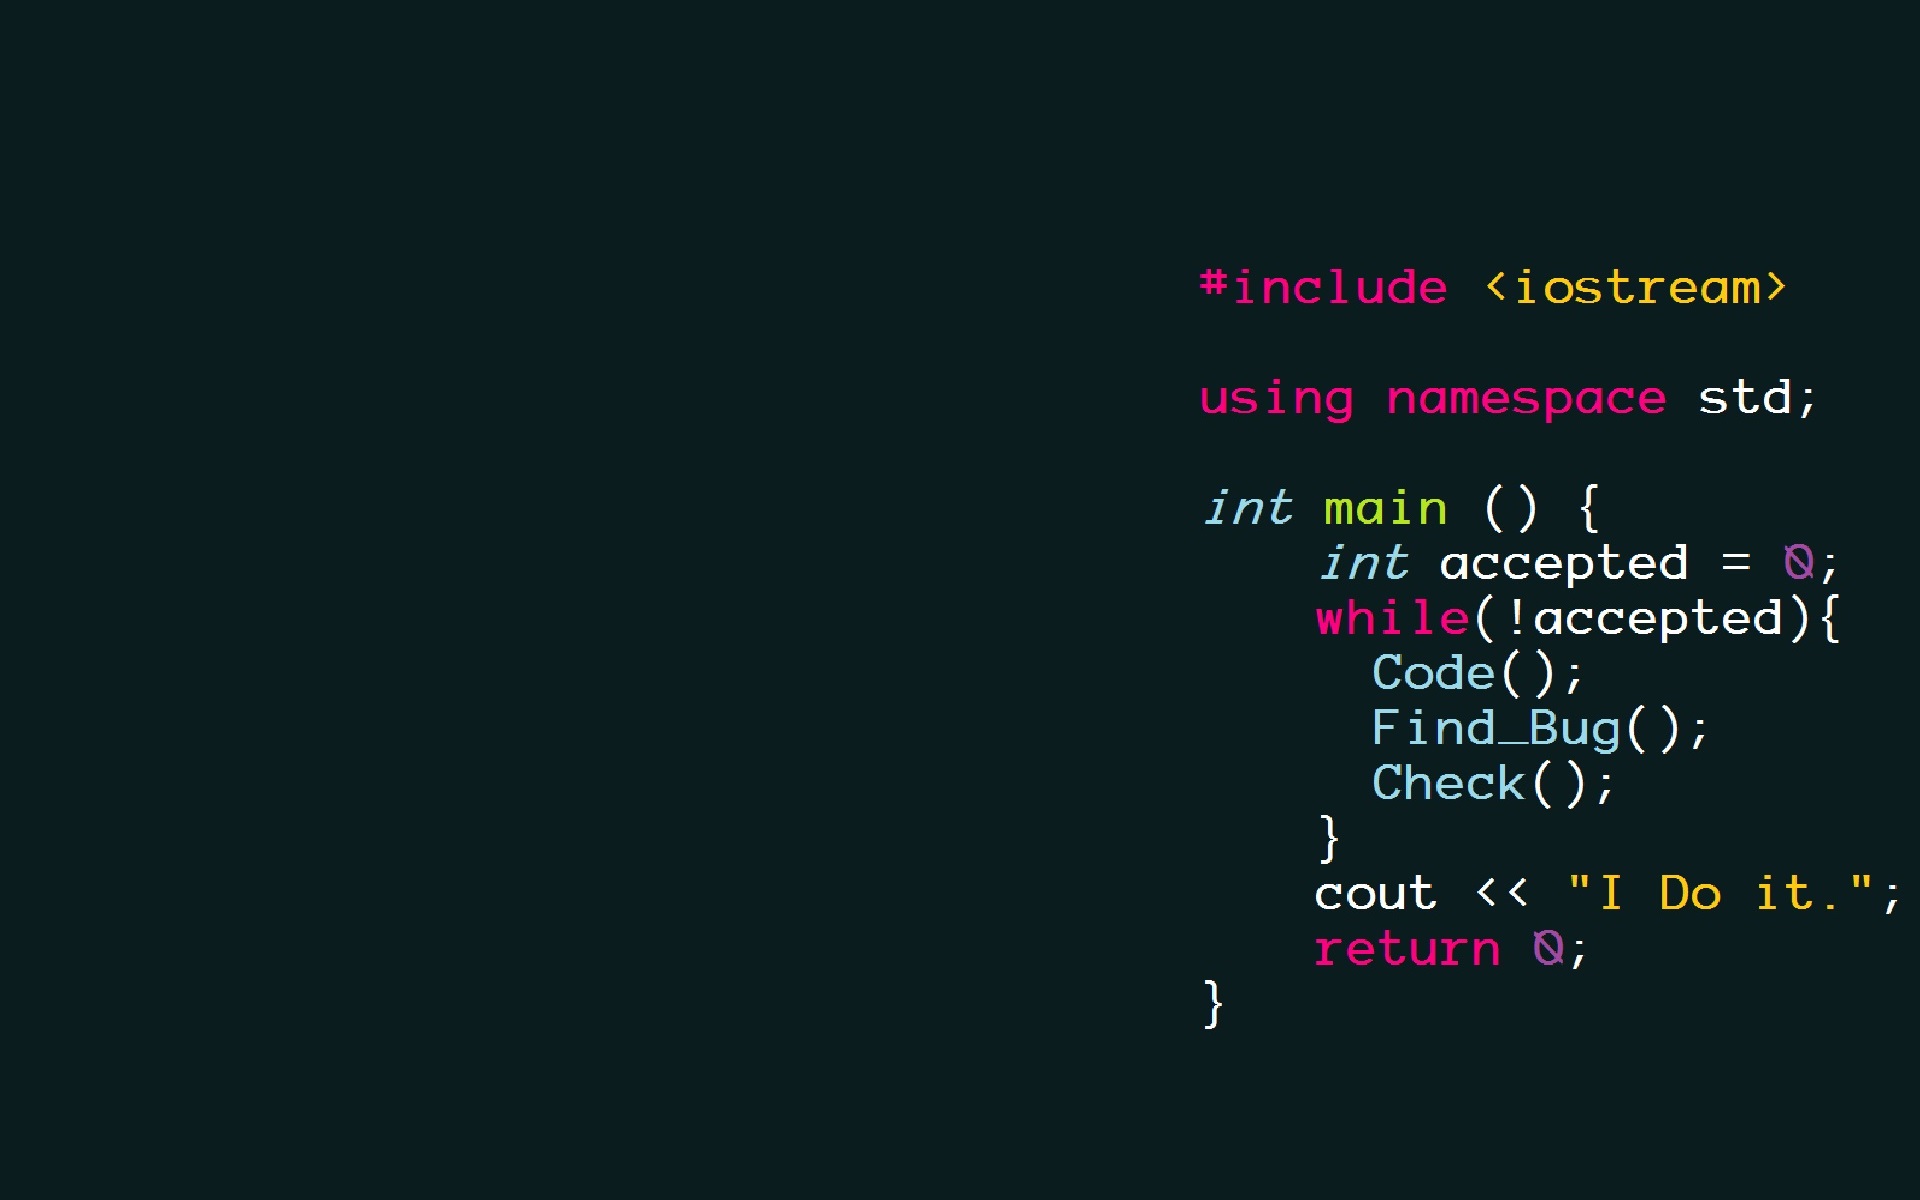 #include <iostream>
using namespace std;
int main () {
int accepted = 0;
while(!accepted){
Code();
Find_Bug();
Check();
}
cout << "I Do it.";
return 0;
}